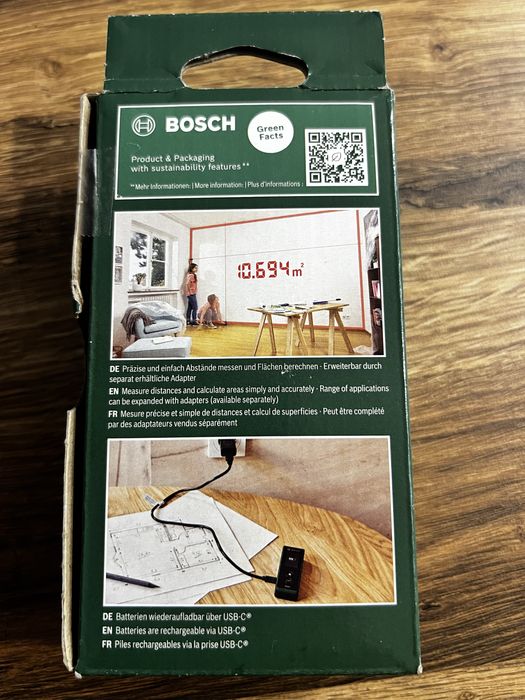 BOSCH
Green
Facts
Product & Packaging
with sustainability features**
**Mehr Informationen: | More information: | Plus d'informations :
10.694 m²
DE Präzise und einfach Abstände messen und Flächen berechnen · Erweiterbar durch
separat erhältliche Adapter
EN Measure distances and calculate areas simply and accurately · Range of applications
can be expanded with adapters (available separately)
FR Mesure précise et simple de distances et calcul de superficies · Peut être complété
par des adaptateurs vendus séparément
DE Batterien wiederaufladbar über USB-C®
EN Batteries are rechargeable via USB-C®
FR Piles rechargeables via la prise USB-C®